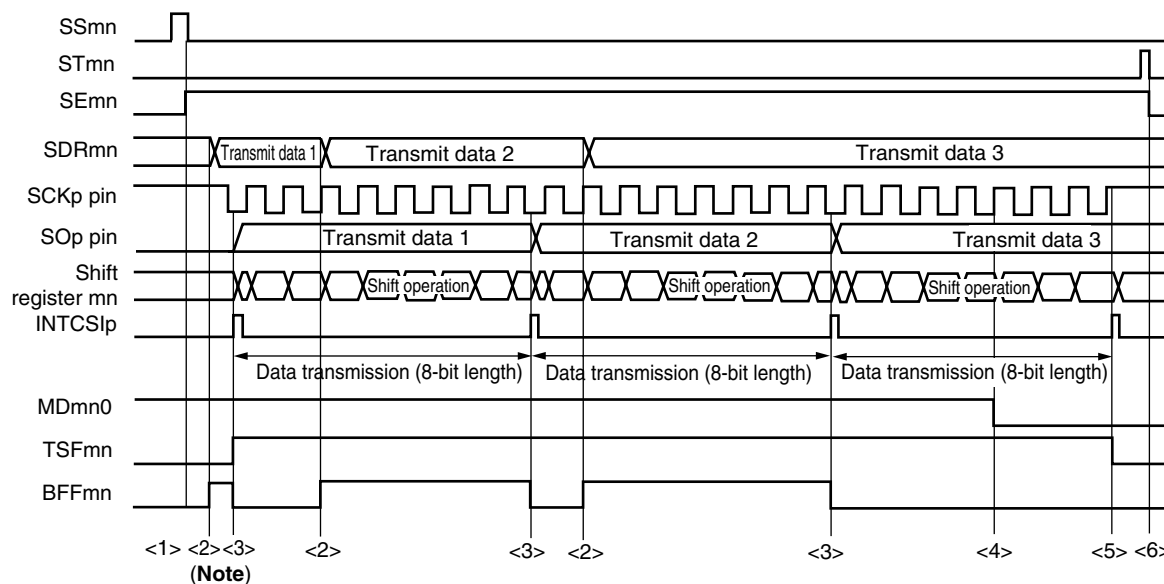 SSmn
STmn
SEmn
SDRmn Transmit data 1 Transmit data 2 Transmit data 3
SCKp pin
SOp pin Transmit data 1 Transmit data 2 Transmit data 3
Shift
register mn Shift operation Shift operation Shift operation
INTCSIp
Data transmission (8-bit length) Data transmission (8-bit length) Data transmission (8-bit length)
MDmn0
TSFmn
BFFmn
<1> <2> <3> <2> <3> <2> <3> <4> <5> <6>
(Note)